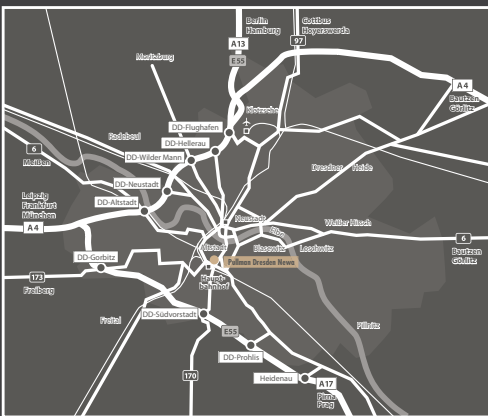 Berlin
Hamburg
Cottbus
Hoyerswerda
A13
97
E55
Moritzburg
A4
Bautzen
Görlitz
Klotzsche
DD-Flughafen
Radebeul
DD-Hellerau
6
Meißen
DD-Wilder Mann
Dresdner Heide
DD-Neustadt
Leipzig
Frankfurt
München
DD-Altstadt
Neustadt
Weißer Hirsch
A4
Elbe
6
Altstadt
Blasewitz
Loschwitz
Bautzen
Görlitz
DD-Gorbitz
Pullman Dresden Newa
173
Haupt-
bahnhof
Freiberg
Freital
DD-Südvorstadt
Pillnitz
E55
DD-Prohlis
170
Heidenau
A17
Pirna
Prag